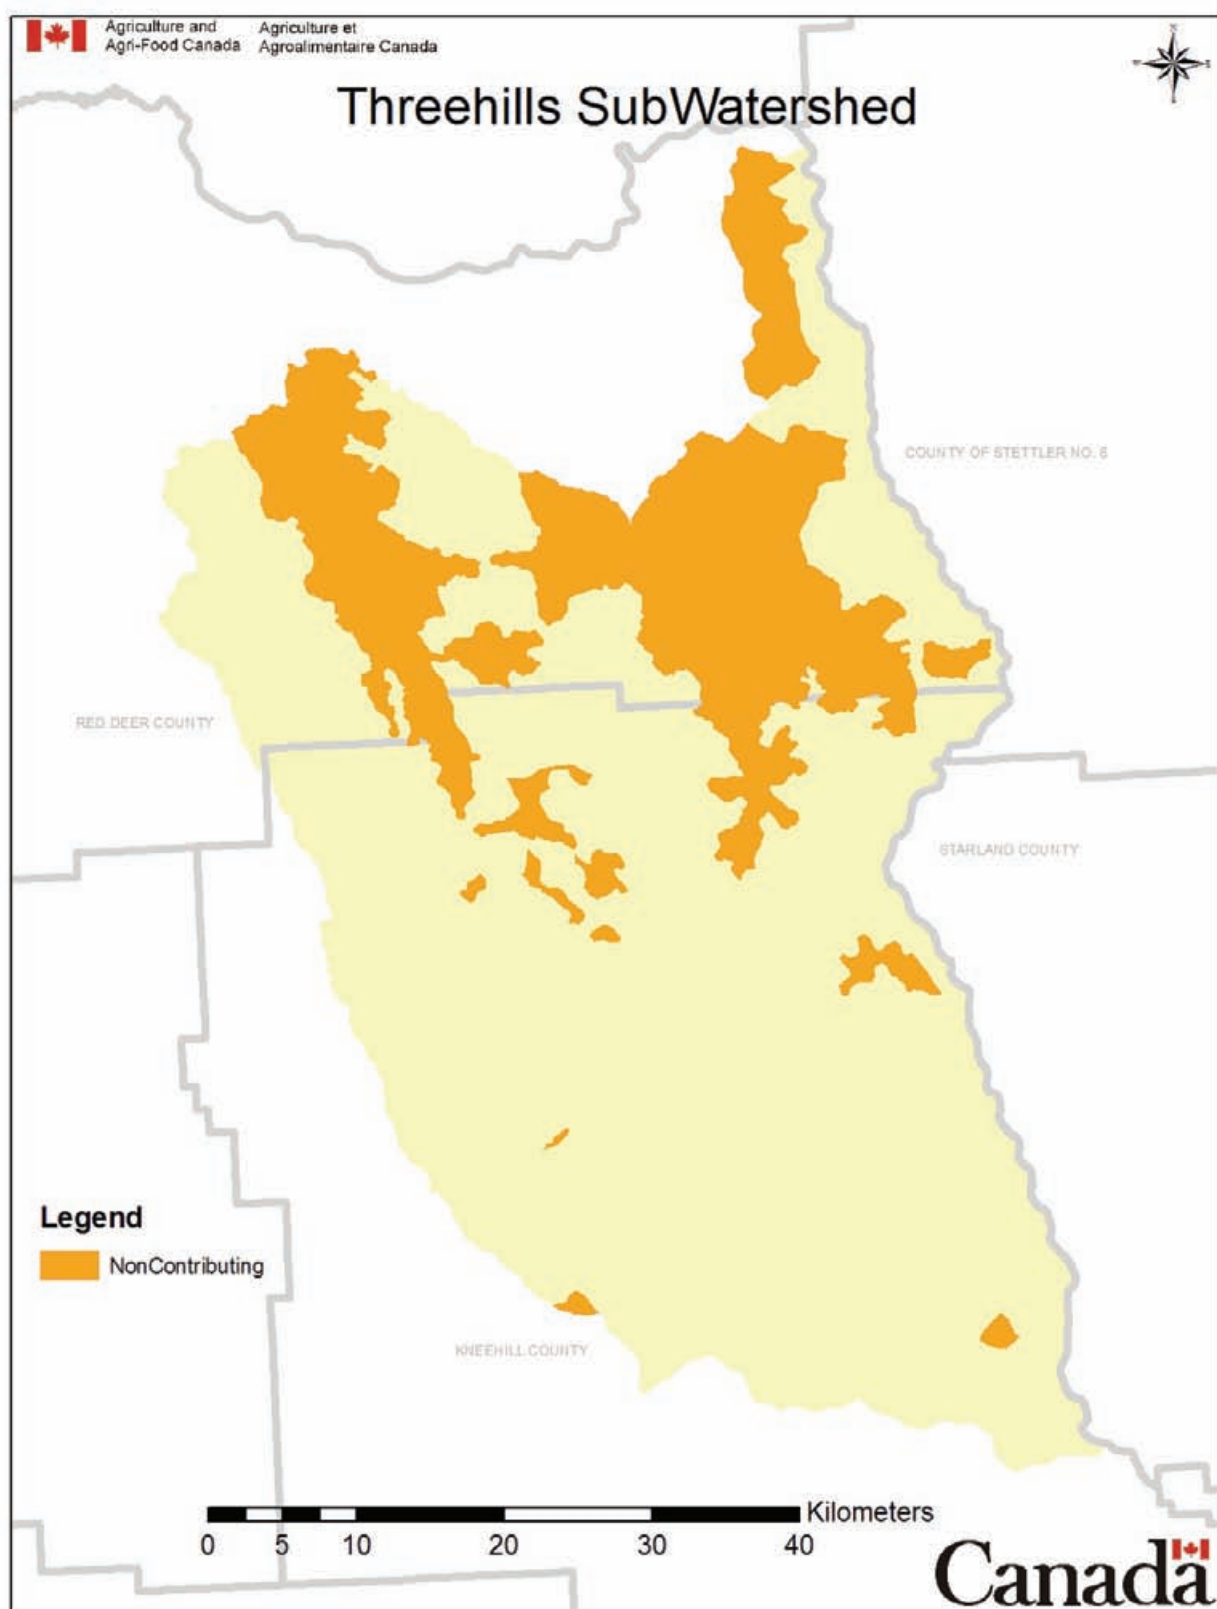 Agriculture and Agriculture et
Agri-Food Canada Agroalimentaire Canada
Threehills SubWatershed
COUNTY OF STETTLER NO. 6
RED DEER COUNTY
STARLAND COUNTY
Legend
NonContributing
KNEEHILL COUNTY
Kilometers
0 5 10 20 30 40
Canada